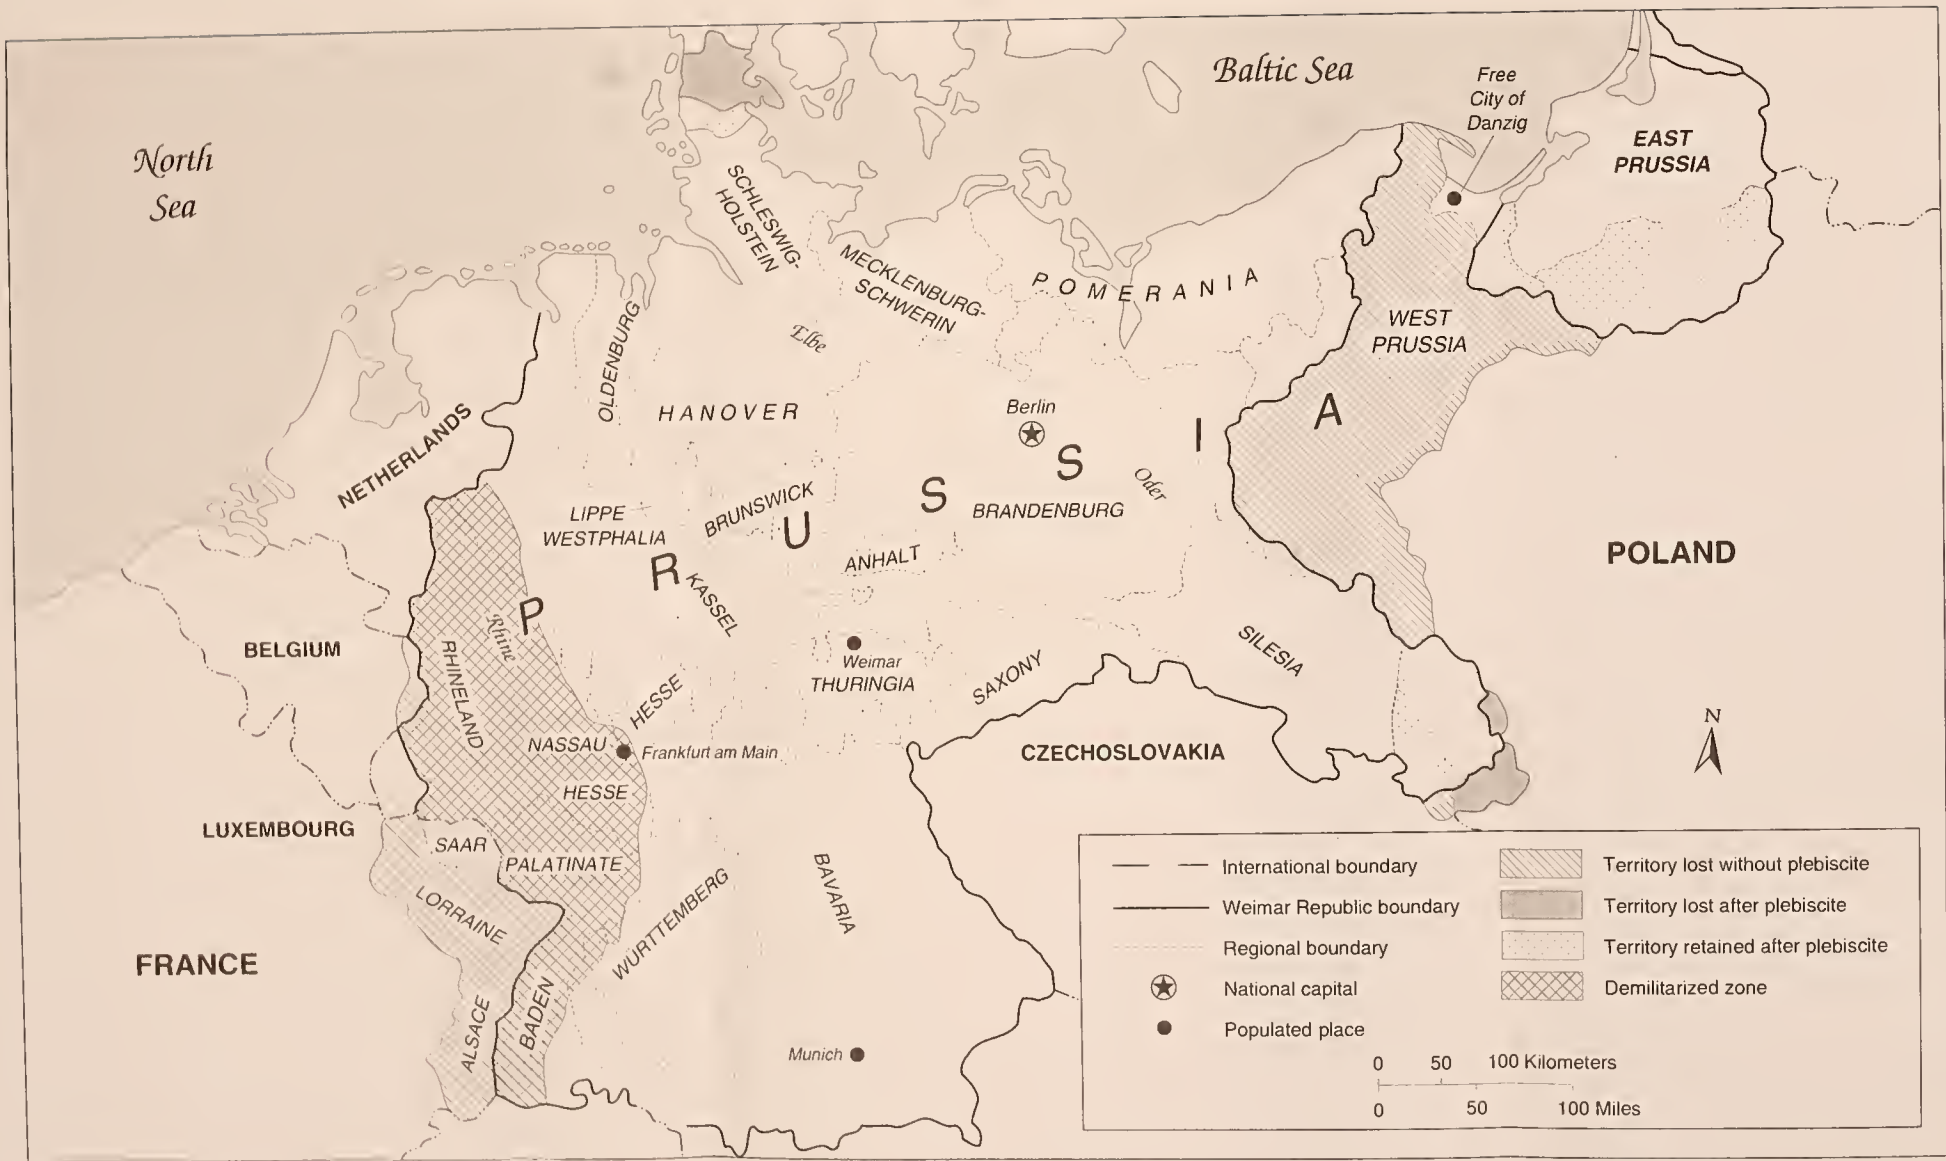 Baltic Sea
Free
City of
Danzig
EAST
PRUSSIA
North
Sea
SCHLESWIG-
HOLSTEIN
MECKLENBURG-
SCHWERIN
POMERANIA
WEST
PRUSSIA
OLDENBURG
Elbe
HANOVER
Berlin
NETHERLANDS
PRUSSIA
LIPPE
WESTPHALIA
BRUNSWICK
BRANDENBURG
Oder
ANHALT
KASSEL
POLAND
BELGIUM
Rhine
RHINELAND
Weimar
THURINGIA
SAXONY
SILESIA
HESSE
NASSAU
Frankfurt am Main
CZECHOSLOVAKIA
N
HESSE
LUXEMBOURG
SAAR
PALATINATE
LORRAINE
WÜRTTEMBERG
BAVARIA
FRANCE
ALSACE
BADEN
Munich
International boundary
Weimar Republic boundary
Regional boundary
National capital
Populated place
Territory lost without plebiscite
Territory lost after plebiscite
Territory retained after plebiscite
Demilitarized zone
0 50 100 Kilometers
0 50 100 Miles